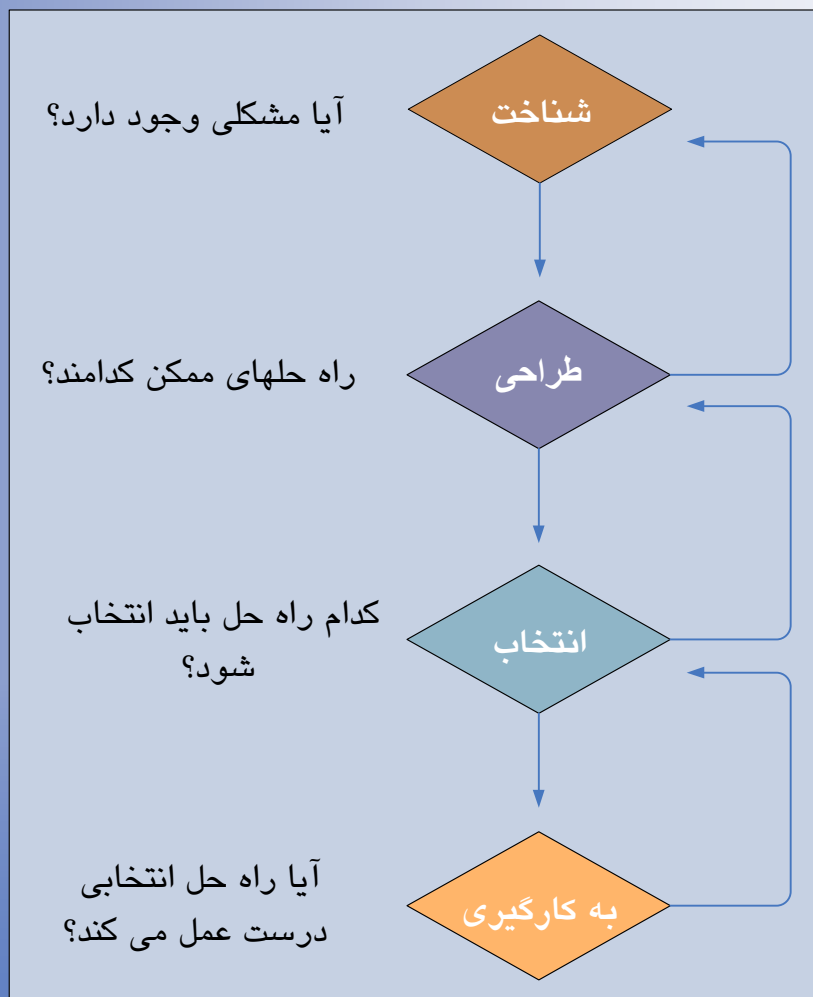 شناخت
آیا مشکلی وجود دارد؟
طراحی
راه حلهای ممکن کدامند؟
انتخاب
کدام راه حل باید انتخاب
شود؟
به کارگیری
آیا راه حل انتخابی
درست عمل می کند؟